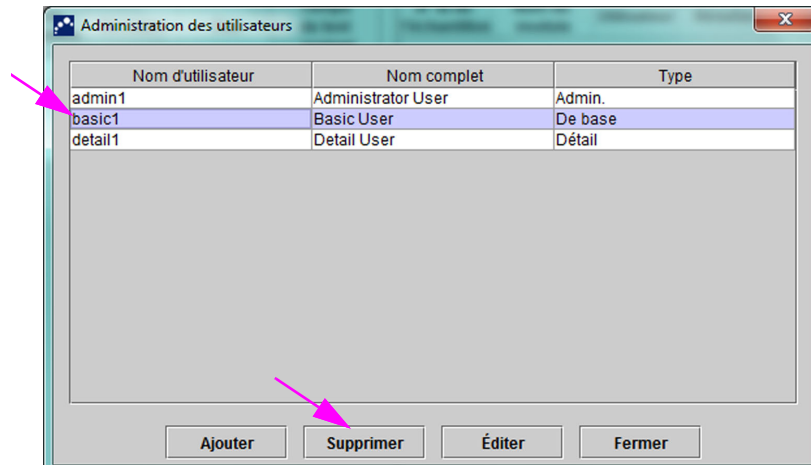 Administration des utilisateurs
Nom d'utilisateur Nom complet Type
admin1 Administrator User Admin.
basic1 Basic User De base
detail1 Detail User Détail
Ajouter Supprimer Éditer Fermer